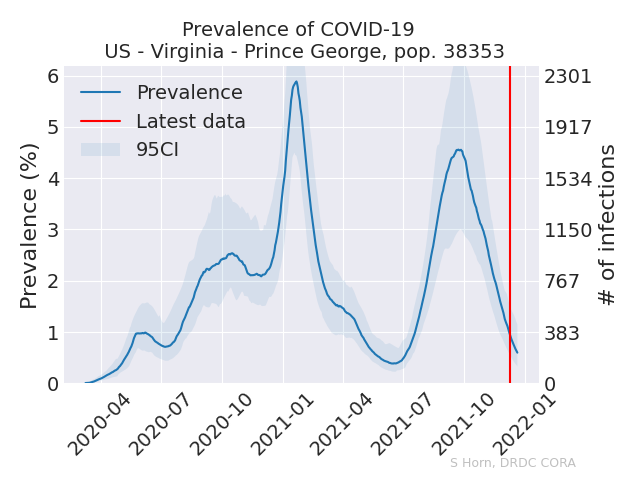 Prevalence of COVID-19
US - Virginia - Prince George, pop. 38353
Prevalence
Latest data
95CI
Prevalence (%)
6
5
4
3
2
1
0
2301
1917
1534
1150
767
383
0
# of infections
2020-04
2020-07
2020-10
2021-01
2021-04
2021-07
2021-10
2022-01
S Horn, DRDC CORA